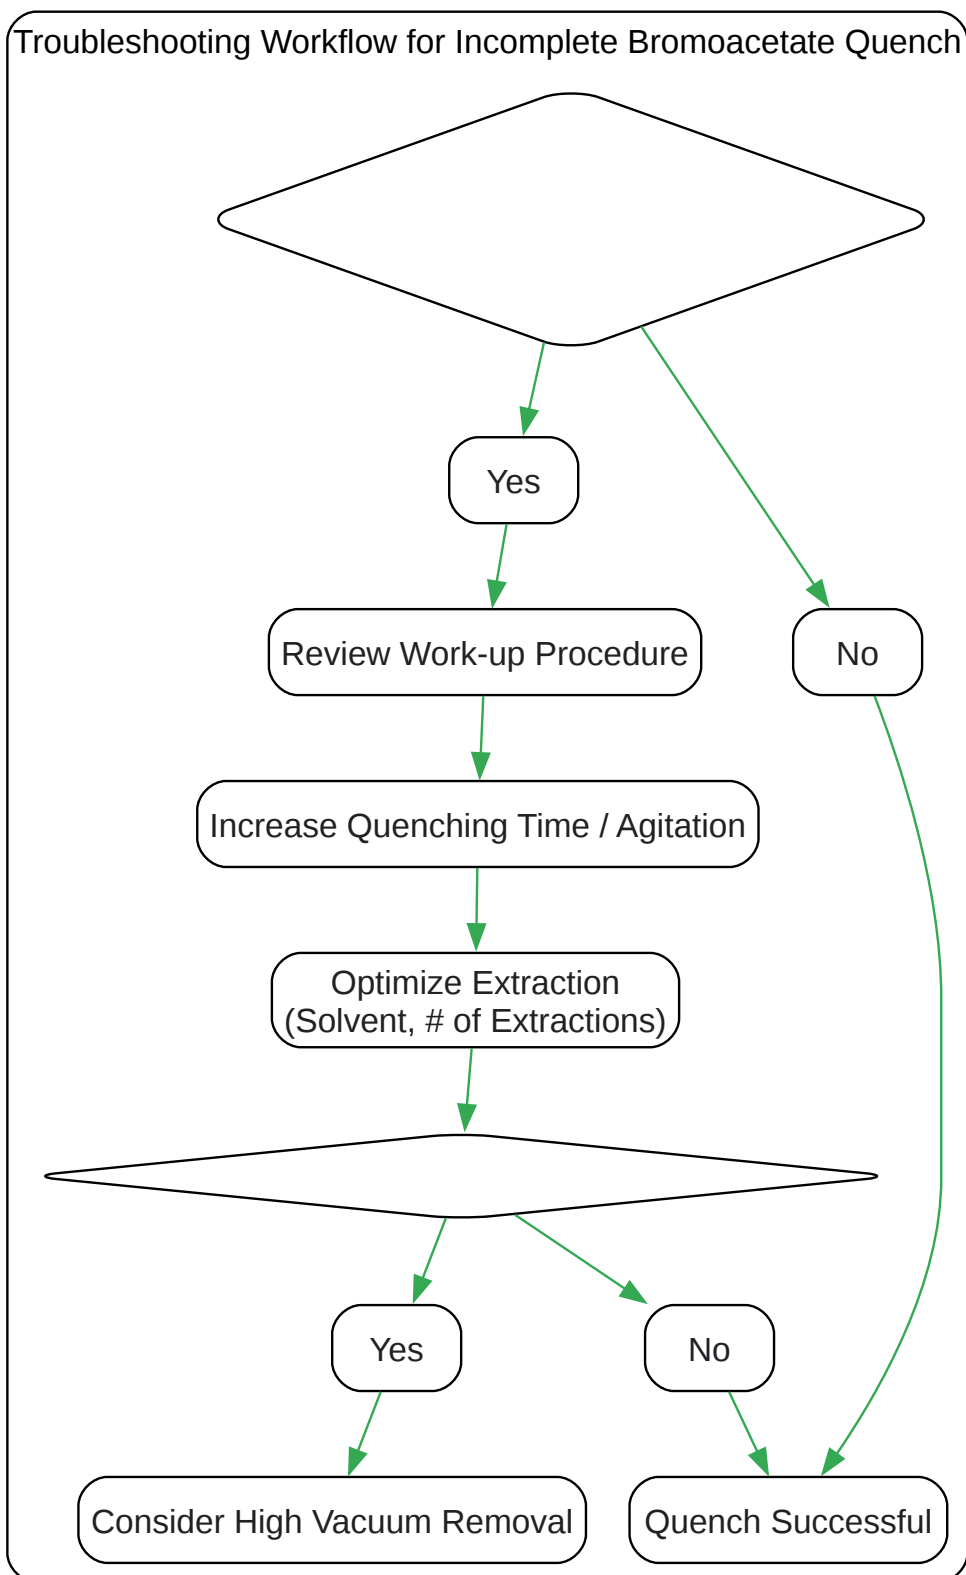 Troubleshooting Workflow for Incomplete Bromoacetate Quench
Yes
Review Work-up Procedure
No
Increase Quenching Time / Agitation
Optimize Extraction
(Solvent, # of Extractions)
Yes
No
Consider High Vacuum Removal
Quench Successful